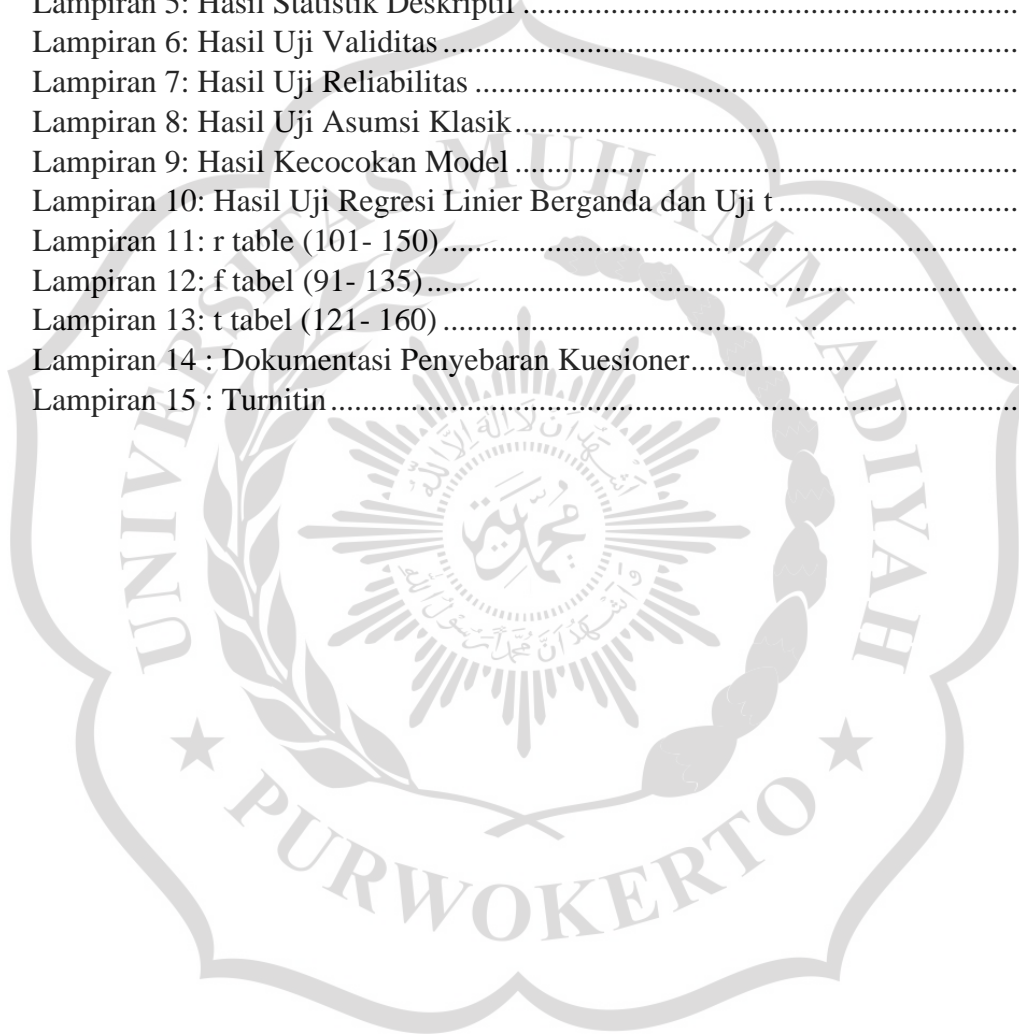 Lampiran 5: Hasil Statistik Deskriptif ............................................................
Lampiran 6: Hasil Uji Validitas ........................................................................
Lampiran 7: Hasil Uji Reliabilitas ....................................................................
Lampiran 8: Hasil Uji Asumsi Klasik ...............................................................
Lampiran 9: Hasil Kecocokan Model ...............................................................
Lampiran 10: Hasil Uji Regresi Linier Berganda dan Uji t ..............................
Lampiran 11: r table (101- 150) ........................................................................
Lampiran 12: f tabel (91- 135) ..........................................................................
Lampiran 13: t tabel (121- 160) ........................................................................
Lampiran 14 : Dokumentasi Penyebaran Kuesioner.........................................
Lampiran 15 : Turnitin ......................................................................................
UNIVERSITAS MUHAMMADIYAH
PURWOKERTO